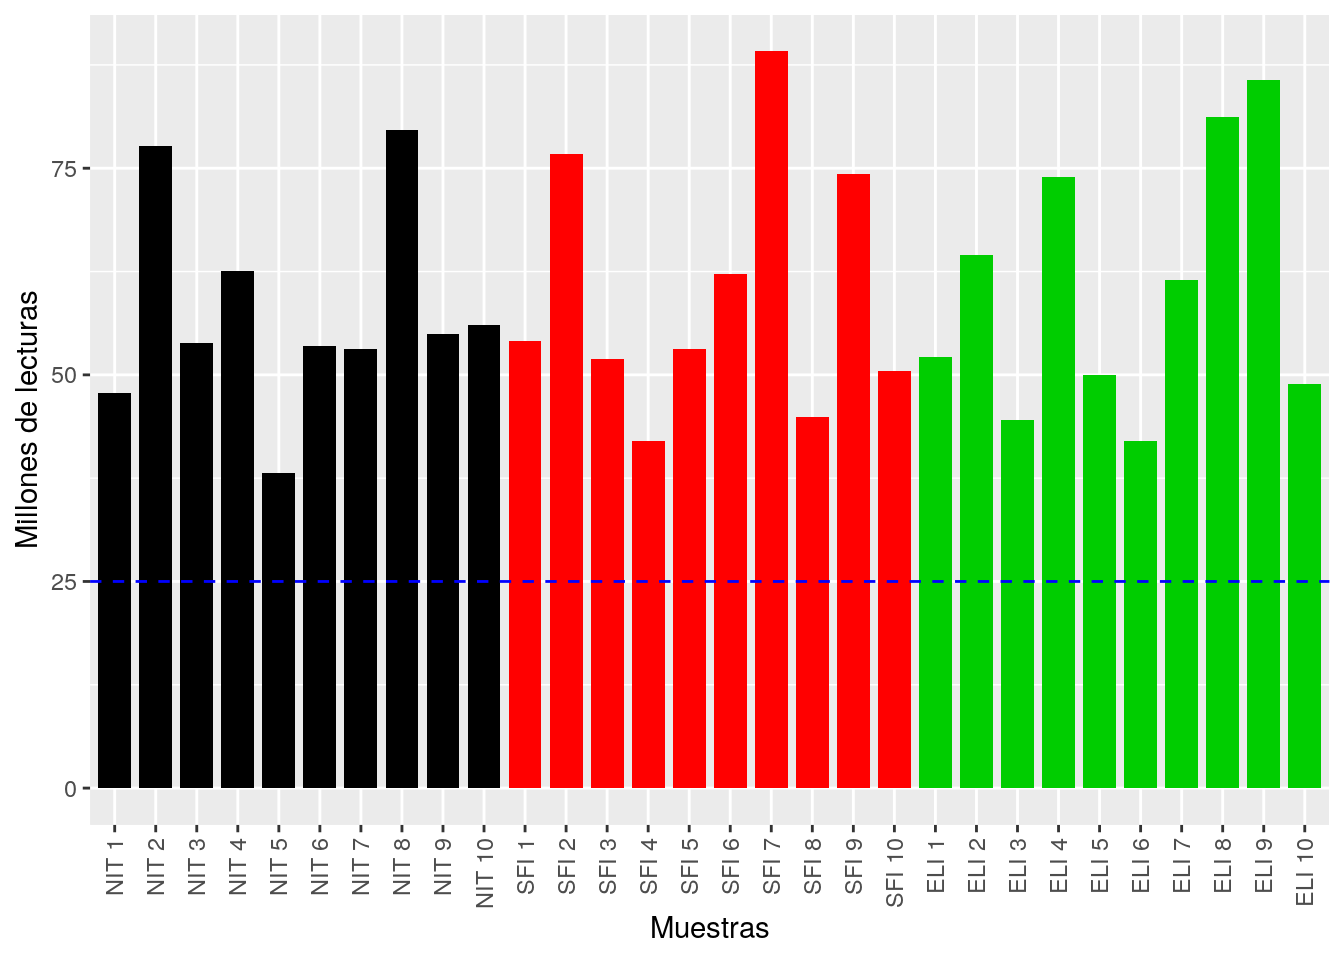 Millones de lecturas
75
50
25
0
NIT 1
NIT 2
NIT 3
NIT 4
NIT 5
NIT 6
NIT 7
NIT 8
NIT 9
NIT 10
SFI 1
SFI 2
SFI 3
SFI 4
SFI 5
SFI 6
SFI 7
SFI 8
SFI 9
SFI 10
ELI 1
ELI 2
ELI 3
ELI 4
ELI 5
ELI 6
ELI 7
ELI 8
ELI 9
ELI 10
Muestras